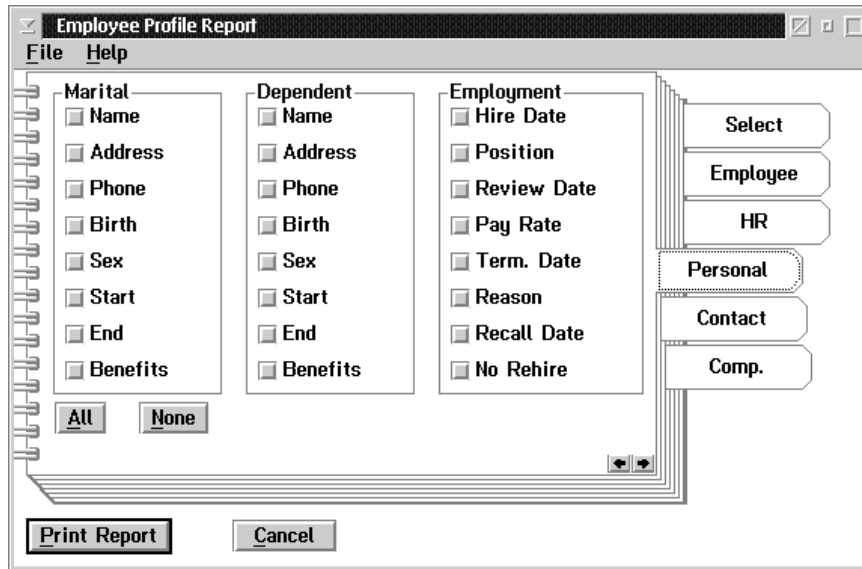 Employee Profile Report
File Help
Marital
Name
Address
Phone
Birth
Sex
Start
End
Benefits
Dependent
Name
Address
Phone
Birth
Sex
Start
End
Benefits
Employment
Hire Date
Position
Review Date
Pay Rate
Term. Date
Reason
Recall Date
No Rehire
Select
Employee
HR
Personal
Contact
Comp.
All None
Print Report Cancel